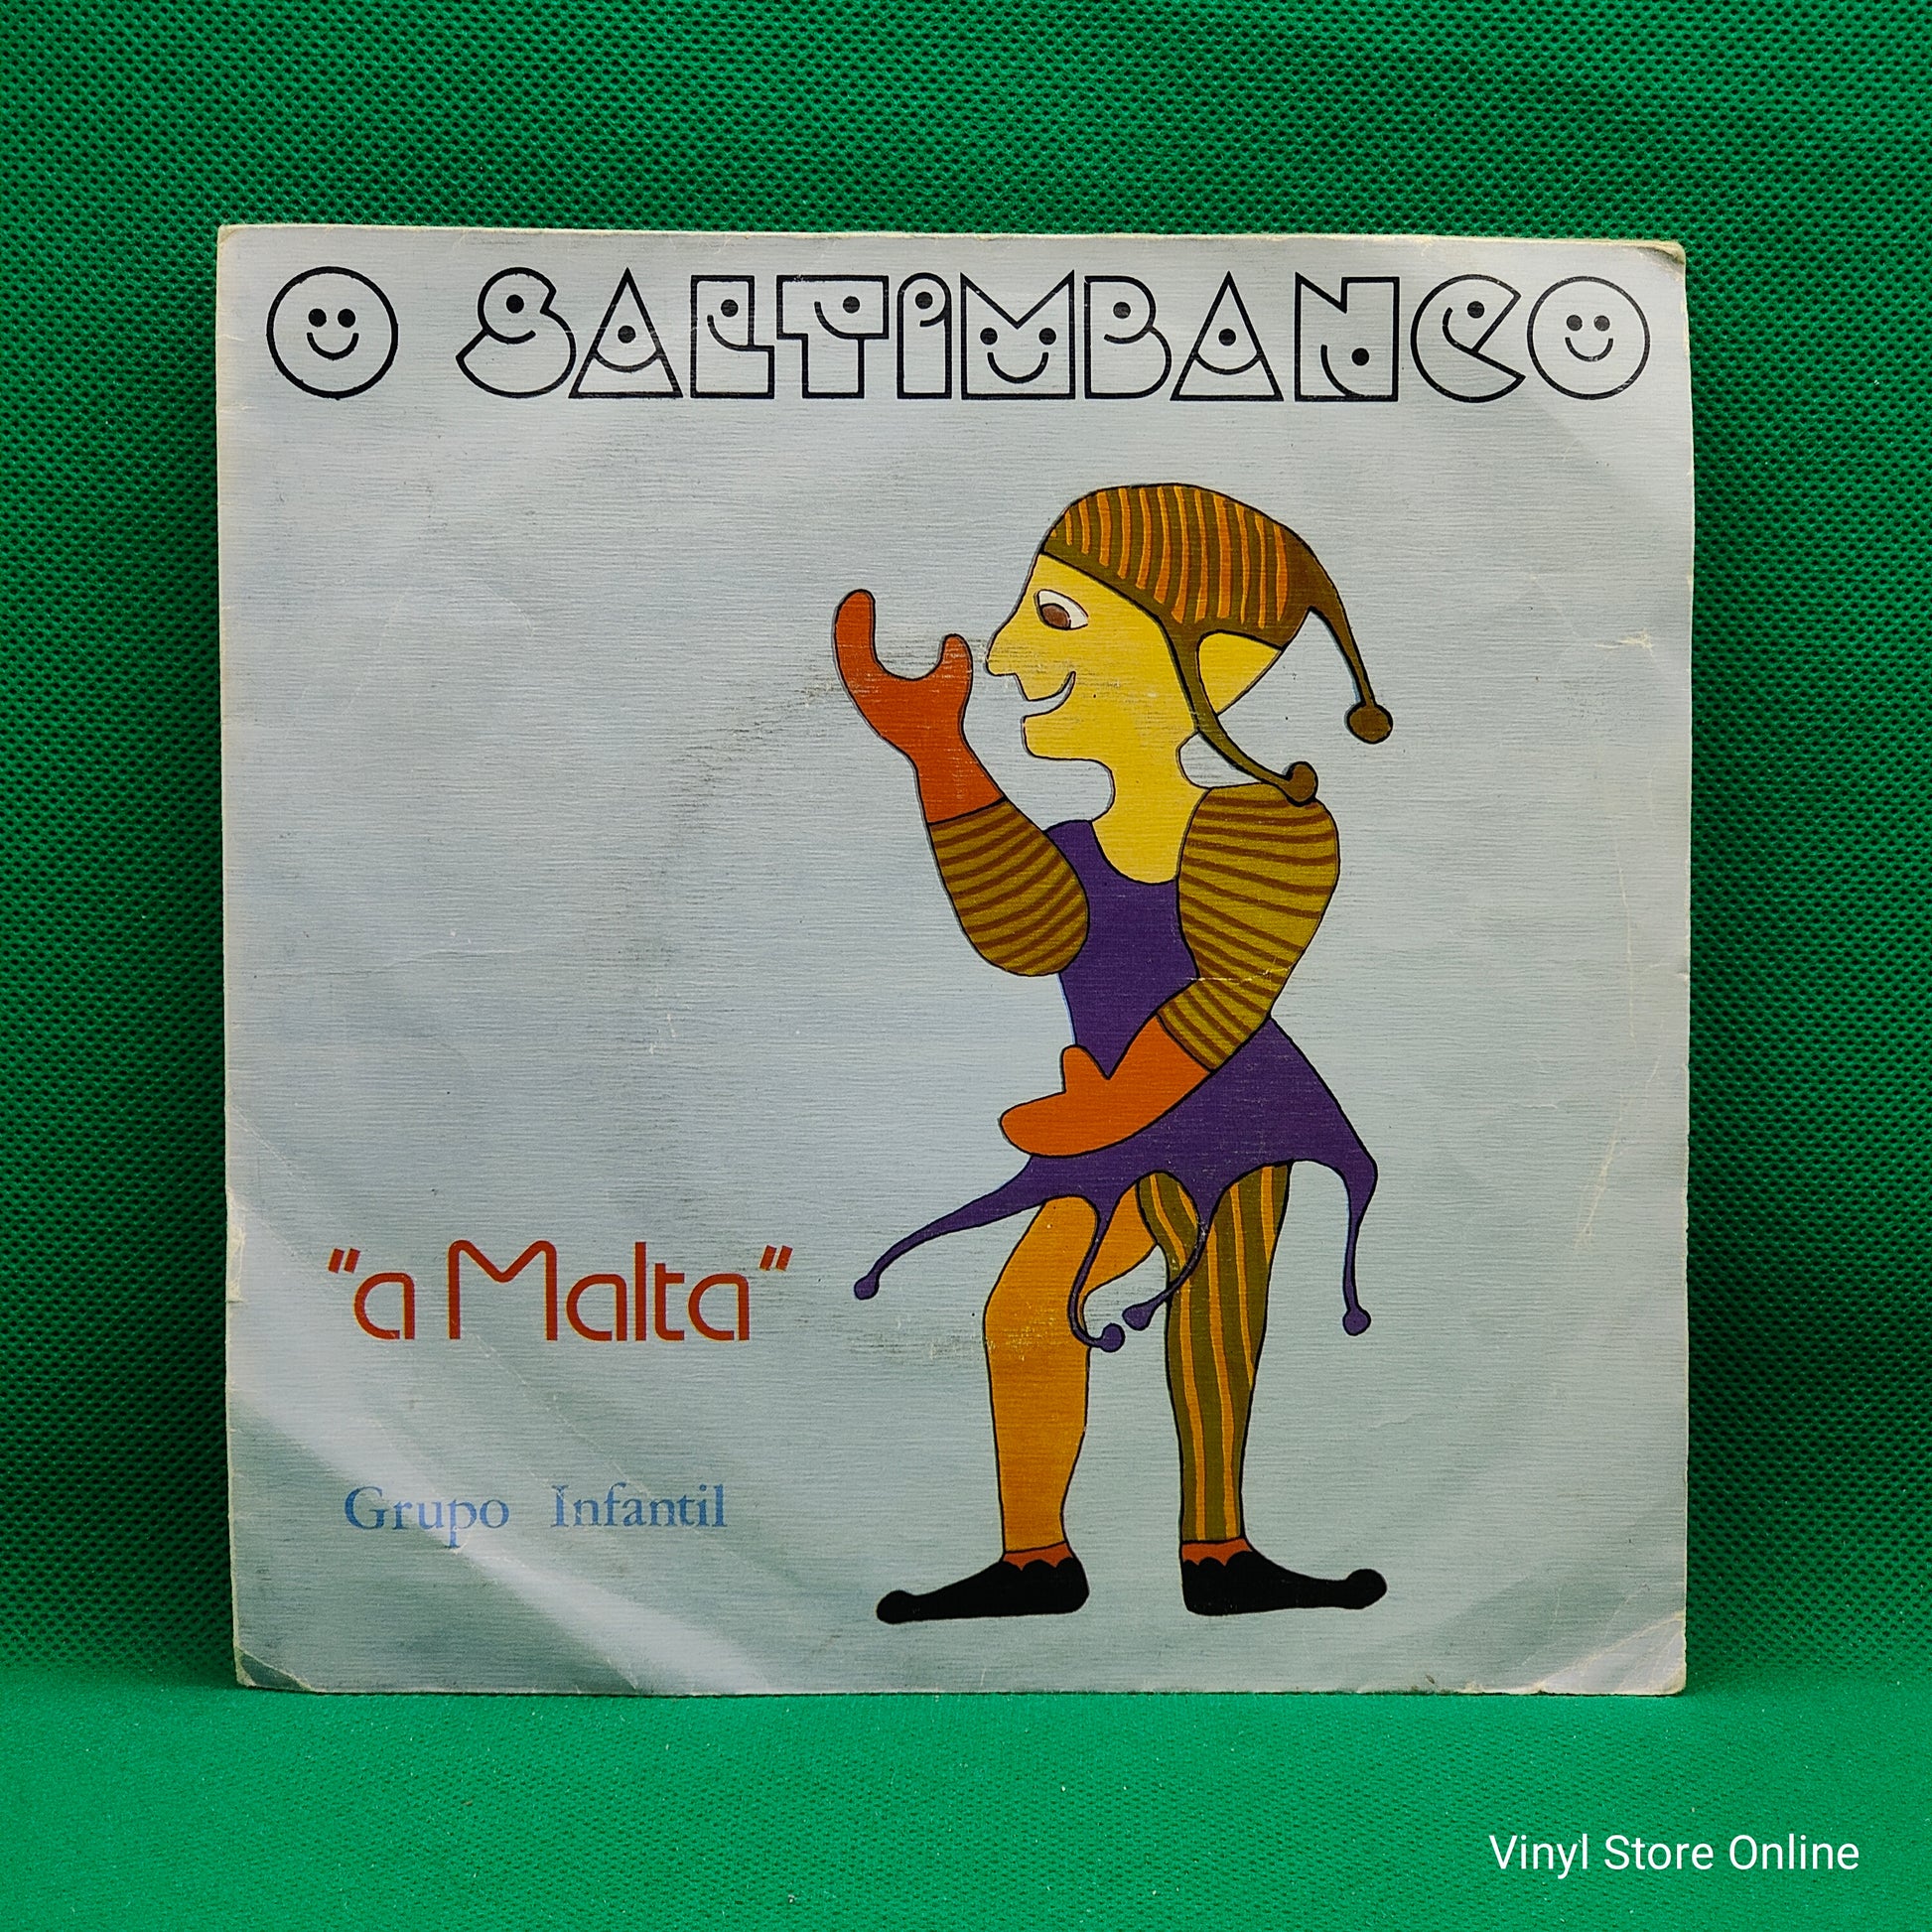 O SALTIMBANCO
"a Malta"
Grupo Infantil
Vinyl Store Online